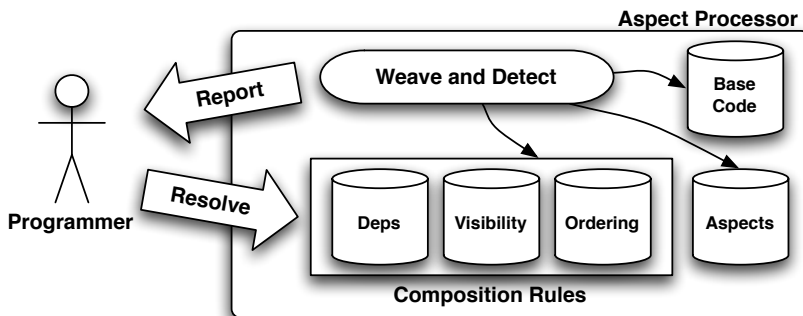 Aspect Processor
Weave and Detect
Base
Code
Report
Resolve
Programmer
Deps
Visibility
Ordering
Aspects
Composition Rules